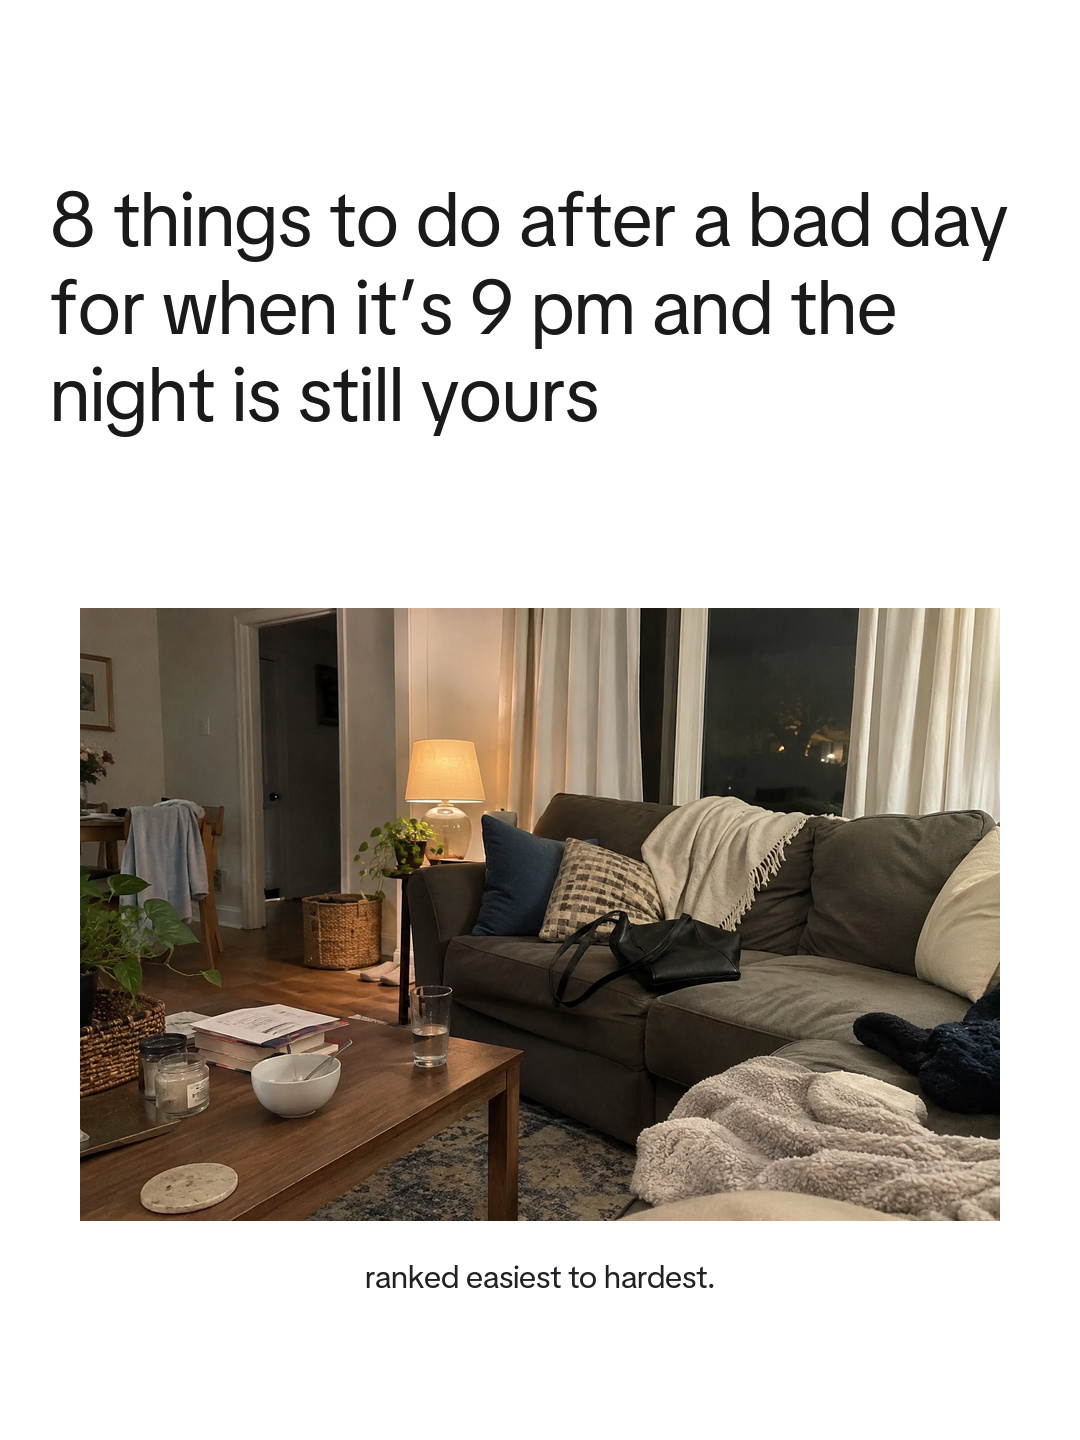 8 things to do after a bad day
for when it’s 9 pm and the
night is still yours
ranked easiest to hardest.